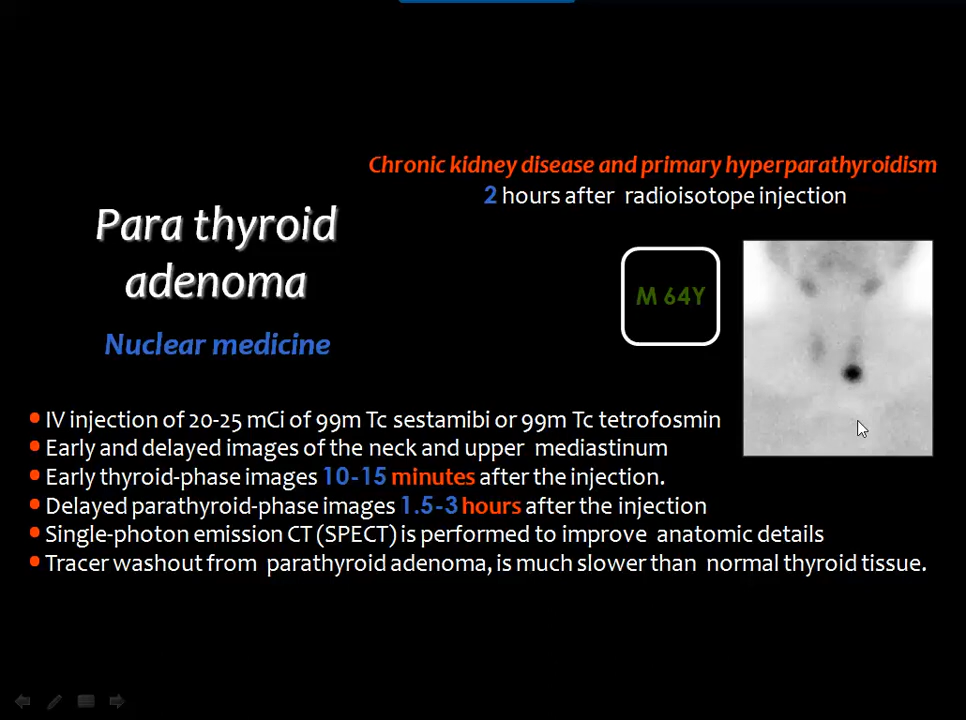 Chronic kidney disease and primary hyperparathyroidism
2 hours after radioisotope injection
Para thyroid
adenoma
Nuclear medicine
M 64Y
IV injection of 20-25 mCi of 99m Tc sestamibi or 99m Tc tetrofosmin
Early and delayed images of the neck and upper mediastinum
Early thyroid-phase images 10-15 minutes after the injection.
Delayed parathyroid-phase images 1.5-3 hours after the injection
Single-photon emission CT (SPECT) is performed to improve anatomic details
Tracer washout from parathyroid adenoma, is much slower than normal thyroid tissue.